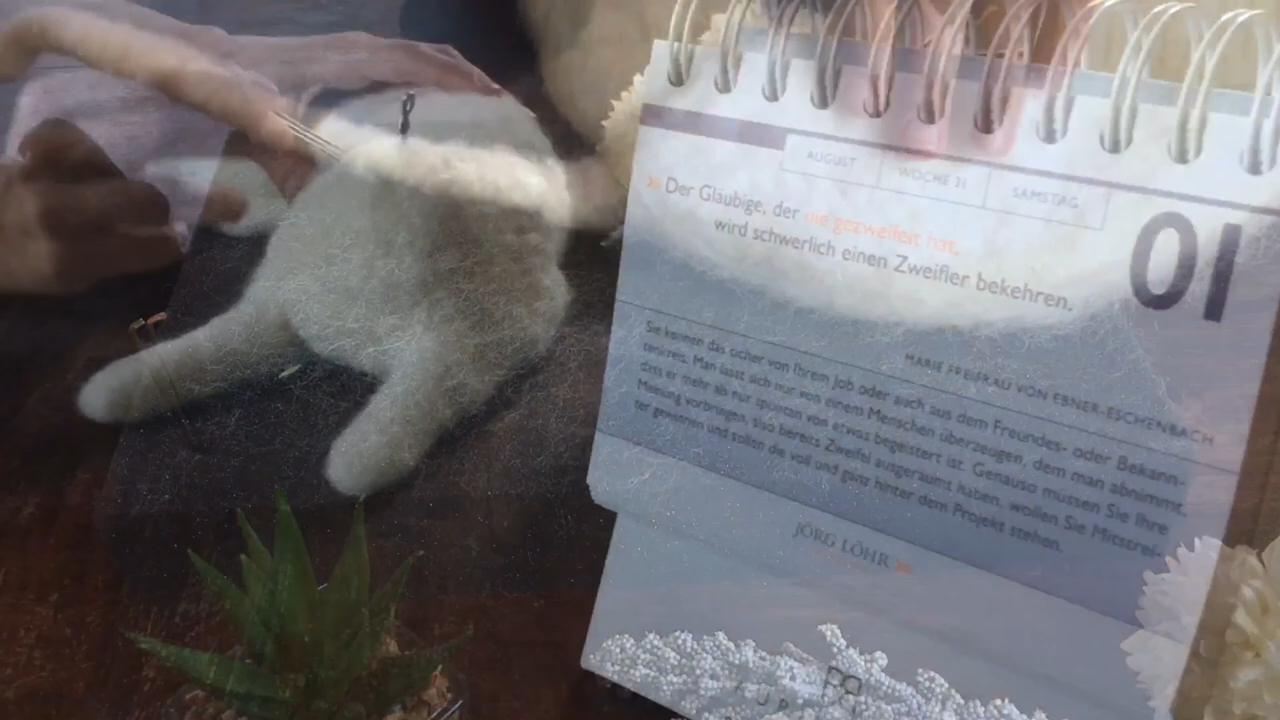 AUGUST
WOCHE 31
SAMSTAG
01
» Der Gläubige, der nie gezweifelt hat,
wird schwerlich einen Zweifler bekehren.
MARIE FREIFRAU VON EBNER-ESCHENBACH
Sie kennen das sicher von Ihrem Job oder auch aus dem Freundes- oder Bekann-
tenkreis. Man lässt sich nur von einem Menschen überzeugen, dem man abnimmt,
dass er mehr als nur spontan von etwas begeistert ist. Genauso müssen Sie Ihre
Meinung vorbringen, also bereits Zweifel ausgeräumt haben, wollen Sie Mitstrei-
ter gewinnen und sollen die voll und ganz hinter dem Projekt stehen.
JÖRG LÖHR »